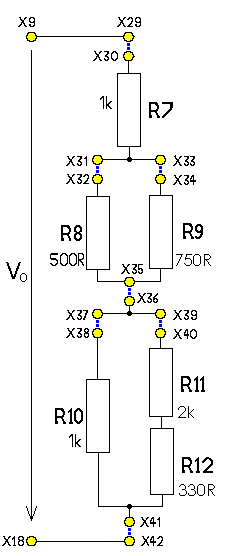 X9 X29
X30
1k R7
X31 X33
X32 X34
R8 R9
500R 750R
X35
V0 X36
X37 X39
X38 X40
R11
R10 2k
1k
R12
330R
X41
X18 X42